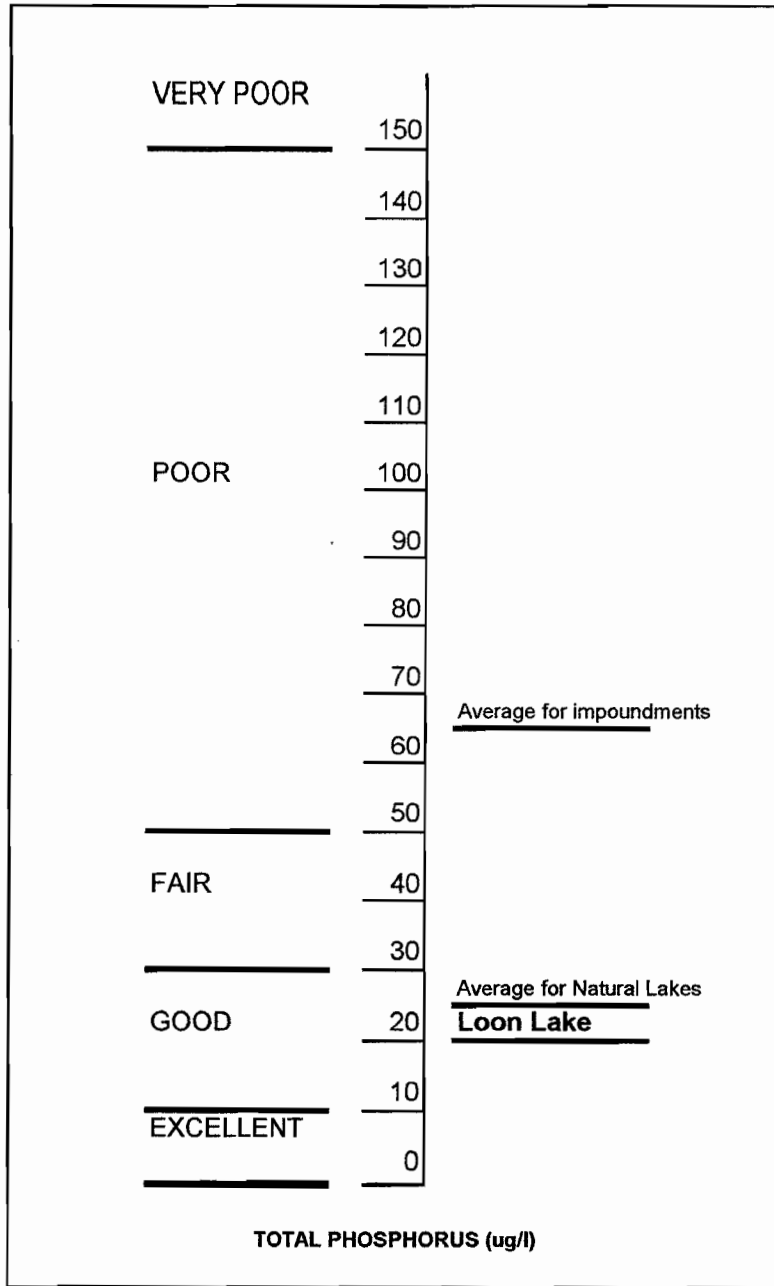 VERY POOR
150
140
130
120
110
POOR
100
90
80
70
Average for impoundments
60
50
FAIR
40
30
Average for Natural Lakes
GOOD
20
Loon Lake
10
EXCELLENT
0
TOTAL PHOSPHORUS (ug/l)